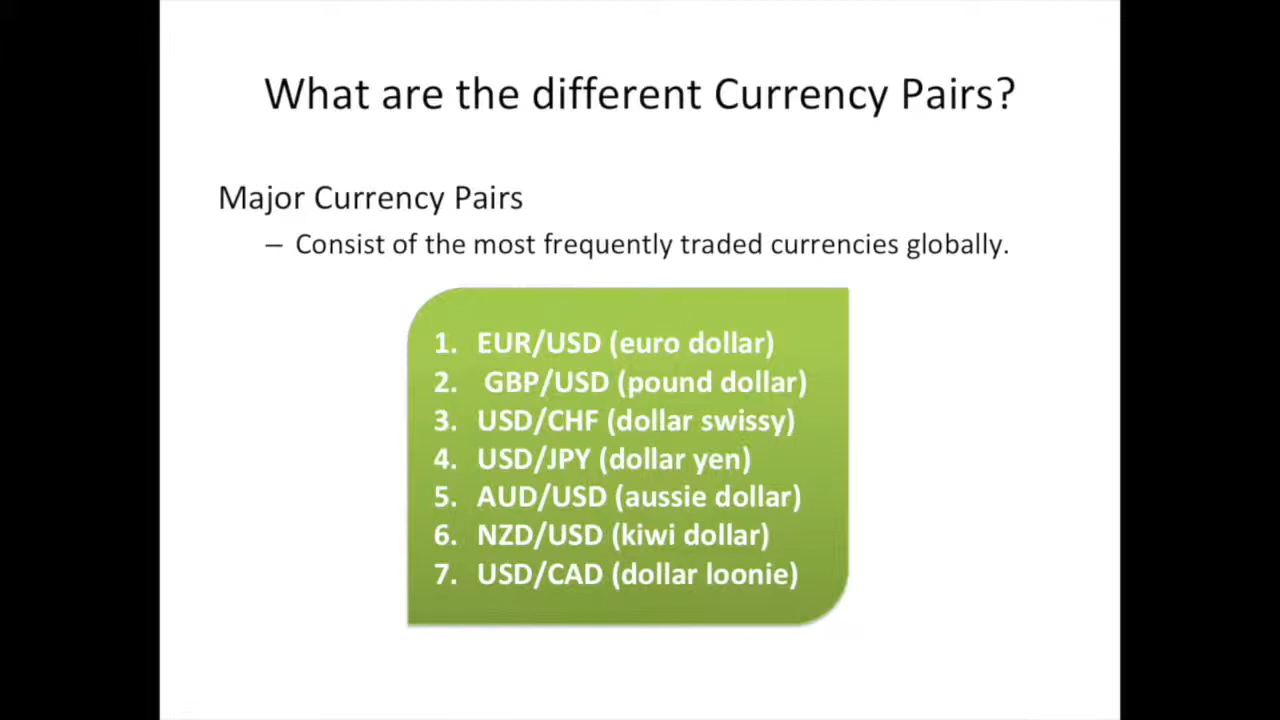 What are the different Currency Pairs?
Major Currency Pairs
– Consist of the most frequently traded currencies globally.
1. EUR/USD (euro dollar)
2. GBP/USD (pound dollar)
3. USD/CHF (dollar swissy)
4. USD/JPY (dollar yen)
5. AUD/USD (aussie dollar)
6. NZD/USD (kiwi dollar)
7. USD/CAD (dollar loonie)